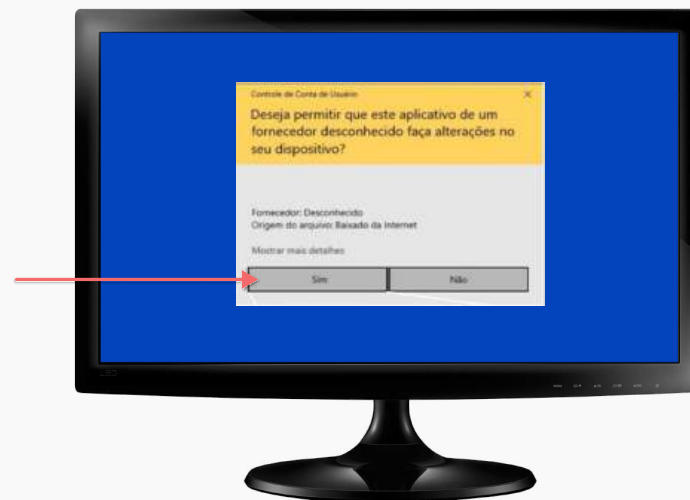 Controle de Conta de Usuário
Deseja permitir que este aplicativo de um
fornecedor desconhecido faça alterações no
seu dispositivo?
Fornecedor: Desconhecido
Origem do arquivo: Baixado da Internet
Mostrar mais detalhes
Sim
Não
LED